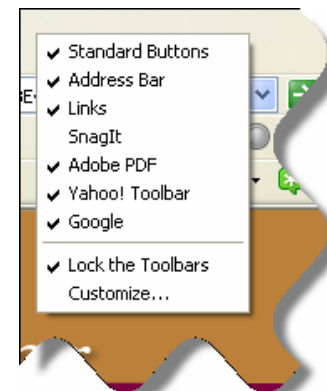 Standard Buttons
Address Bar
Links
SnagIt
Adobe PDF
Yahoo! Toolbar
Google
Lock the Toolbars
Customize...